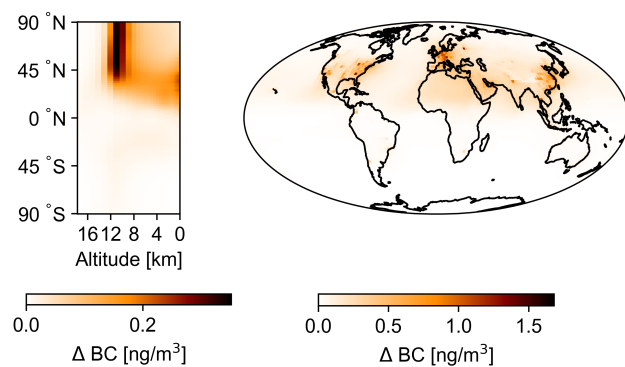 90 °N
45 °N
0 °N
45 °S
90 °S
16 12 8 4 0
Altitude [km]
0.0 0.2
Δ BC [ng/m³]
0.0 0.5 1.0 1.5
Δ BC [ng/m³]